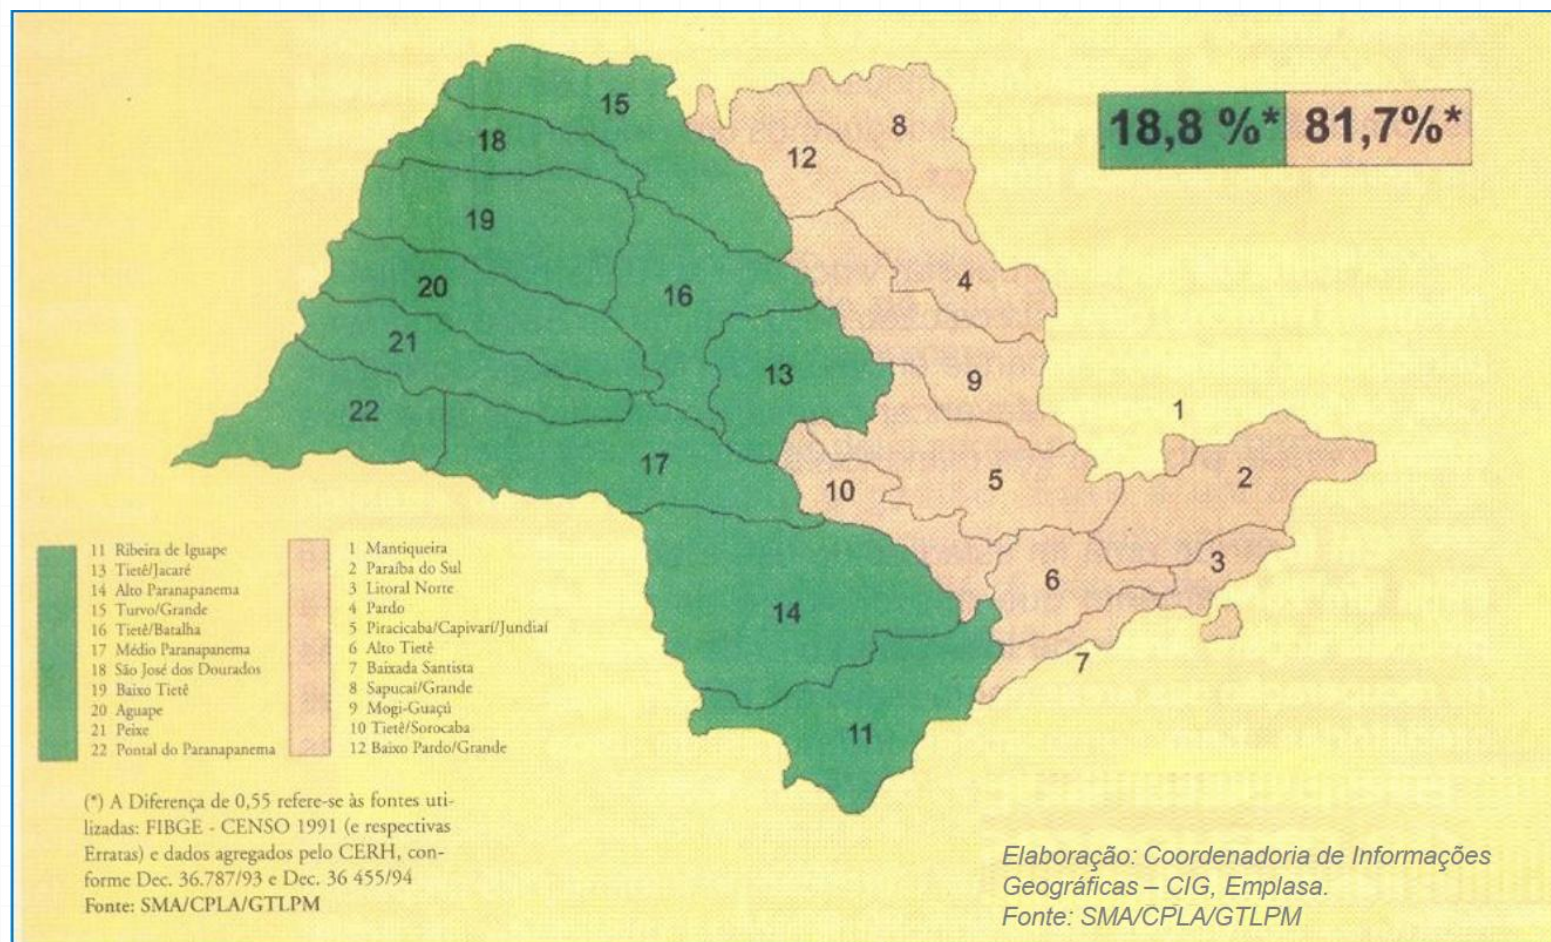 18,8 %* 81,7%*
15
8
18
12
19
4
20
16
21
13
9
22
1
17
5
2
10
3
6
14
7
11
11 Ribeira de Iguape
13 Tietê/Jacaré
14 Alto Paranapanema
15 Turvo/Grande
16 Tietê/Batalha
17 Médio Paranapanema
18 São José dos Dourados
19 Baixo Tietê
20 Aguape
21 Peixe
22 Pontal do Paranapanema
1 Mantiqueira
2 Paraíba do Sul
3 Litoral Norte
4 Pardo
5 Piracicaba/Capivarí/Jundiaí
6 Alto Tietê
7 Baixada Santista
8 Sapucaí/Grande
9 Mogi-Guaçú
10 Tietê/Sorocaba
12 Baixo Pardo/Grande
(*) A Diferença de 0,55 refere-se às fontes uti-
lizadas: FIBGE - CENSO 1991 (e respectivas
Erratas) e dados agregados pelo CERH, con-
forme Dec. 36.787/93 e Dec. 36 455/94
Fonte: SMA/CPLA/GTLPM
Elaboração: Coordenadoria de Informações
Geográficas – CIG, Emplasa.
Fonte: SMA/CPLA/GTLPM